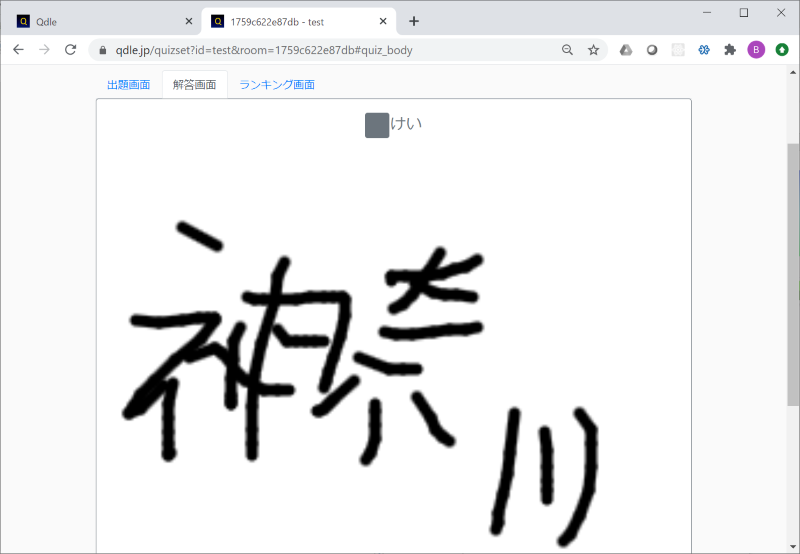 Qdle
1759c622e87db - test
qdle.jp/quizset?id=test&room=1759c622e87db#quiz_body
B
出題画面 解答画面 ランキング画面
けい
神奈川